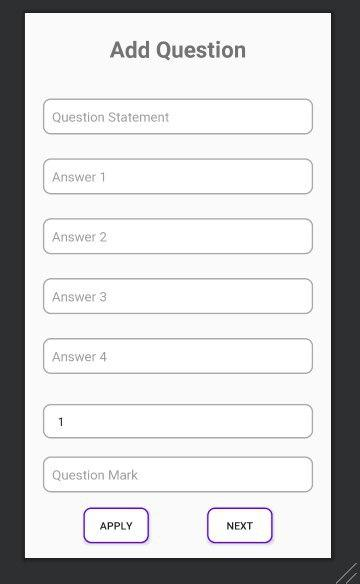 Add Question
Question Statement
Answer 1
Answer 2
Answer 3
Answer 4
1
Question Mark
APPLY NEXT